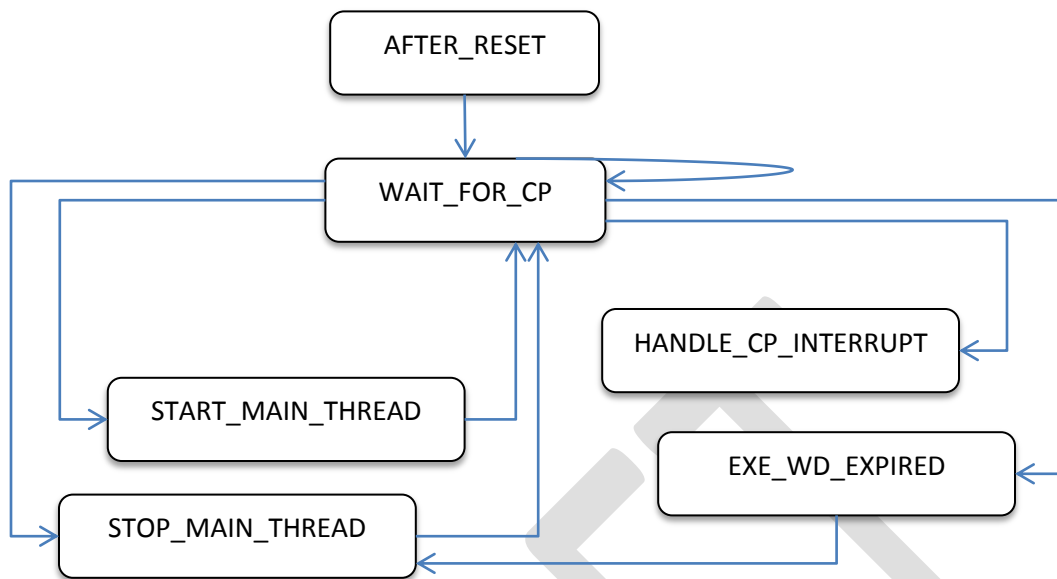 AFTER_RESET
WAIT_FOR_CP
HANDLE_CP_INTERRUPT
START_MAIN_THREAD
EXE_WD_EXPIRED
STOP_MAIN_THREAD